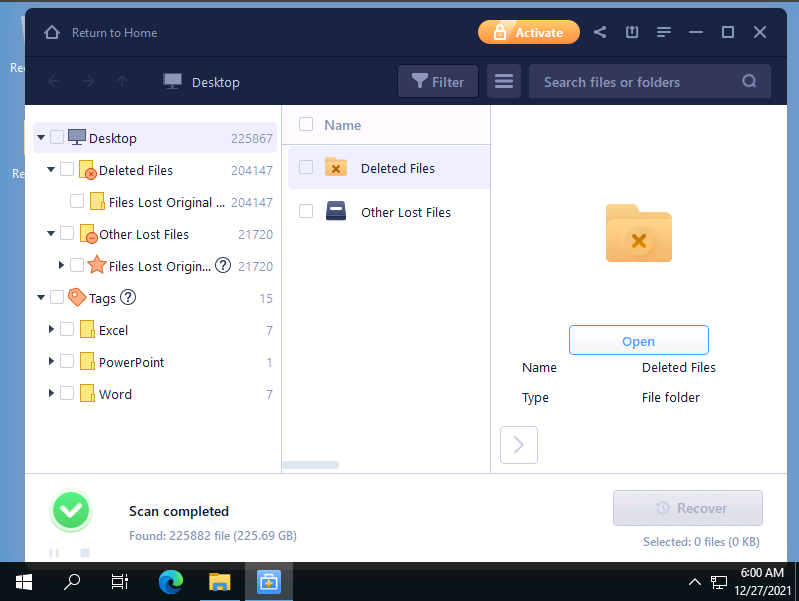 Return to Home
Activate
Desktop
Filter
Search files or folders
Desktop 225867
Deleted Files 204147
Files Lost Original ... 204147
Other Lost Files 21720
Files Lost Origin... ? 21720
Tags ? 15
Excel 7
PowerPoint 1
Word 7
Name
Deleted Files
Other Lost Files
Open
Name Deleted Files
Type File folder
Scan completed
Found: 225882 file (225.69 GB)
Recover
Selected: 0 files (0 KB)
6:00 AM
12/27/2021